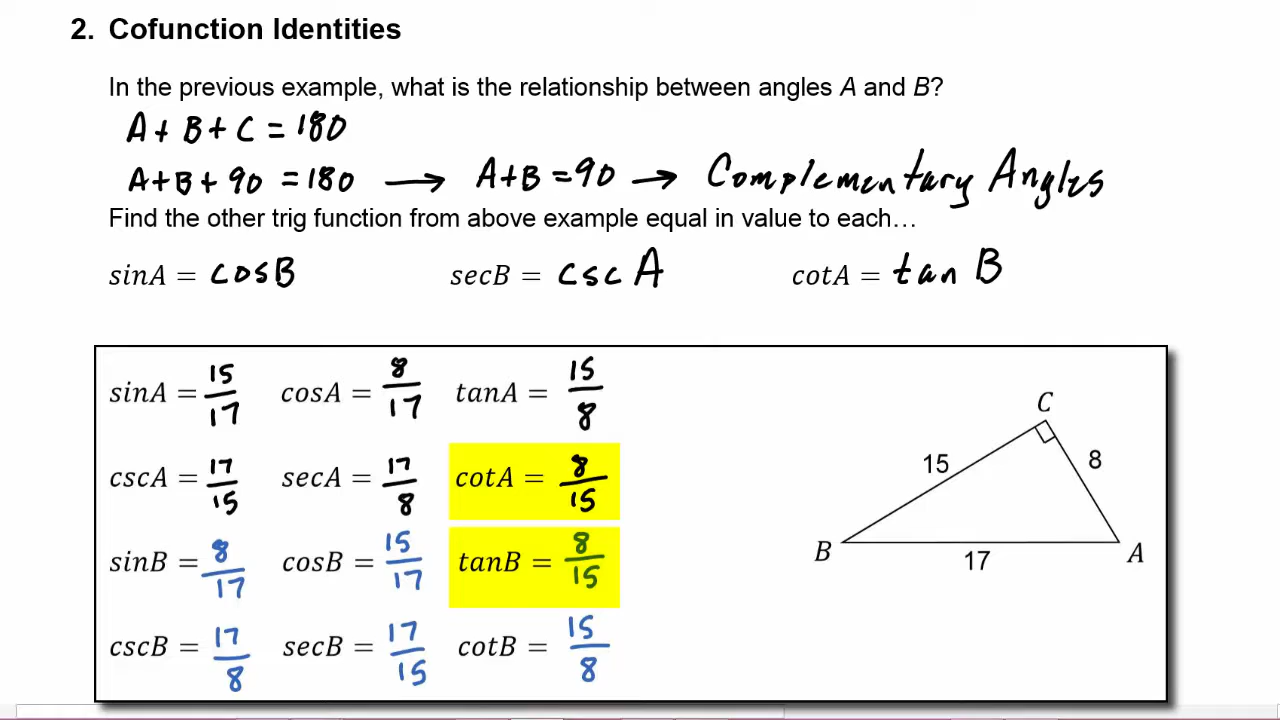 2. Cofunction Identities
In the previous example, what is the relationship between angles A and B?
A + B + C = 180
A+B + 90 = 180 → A+B = 90 → Complementary Angles
Find the other trig function from above example equal in value to each…
sinA = cosB secB = csc A cotA = tan B
sinA = 15/17 cosA = 8/17 tanA = 15/8
cscA = 17/15 secA = 17/8 cotA = 8/15
sinB = 8/17 cosB = 15/17 tanB = 8/15
cscB = 17/8 secB = 17/15 cotB = 15/8
C
15 8
B A
17